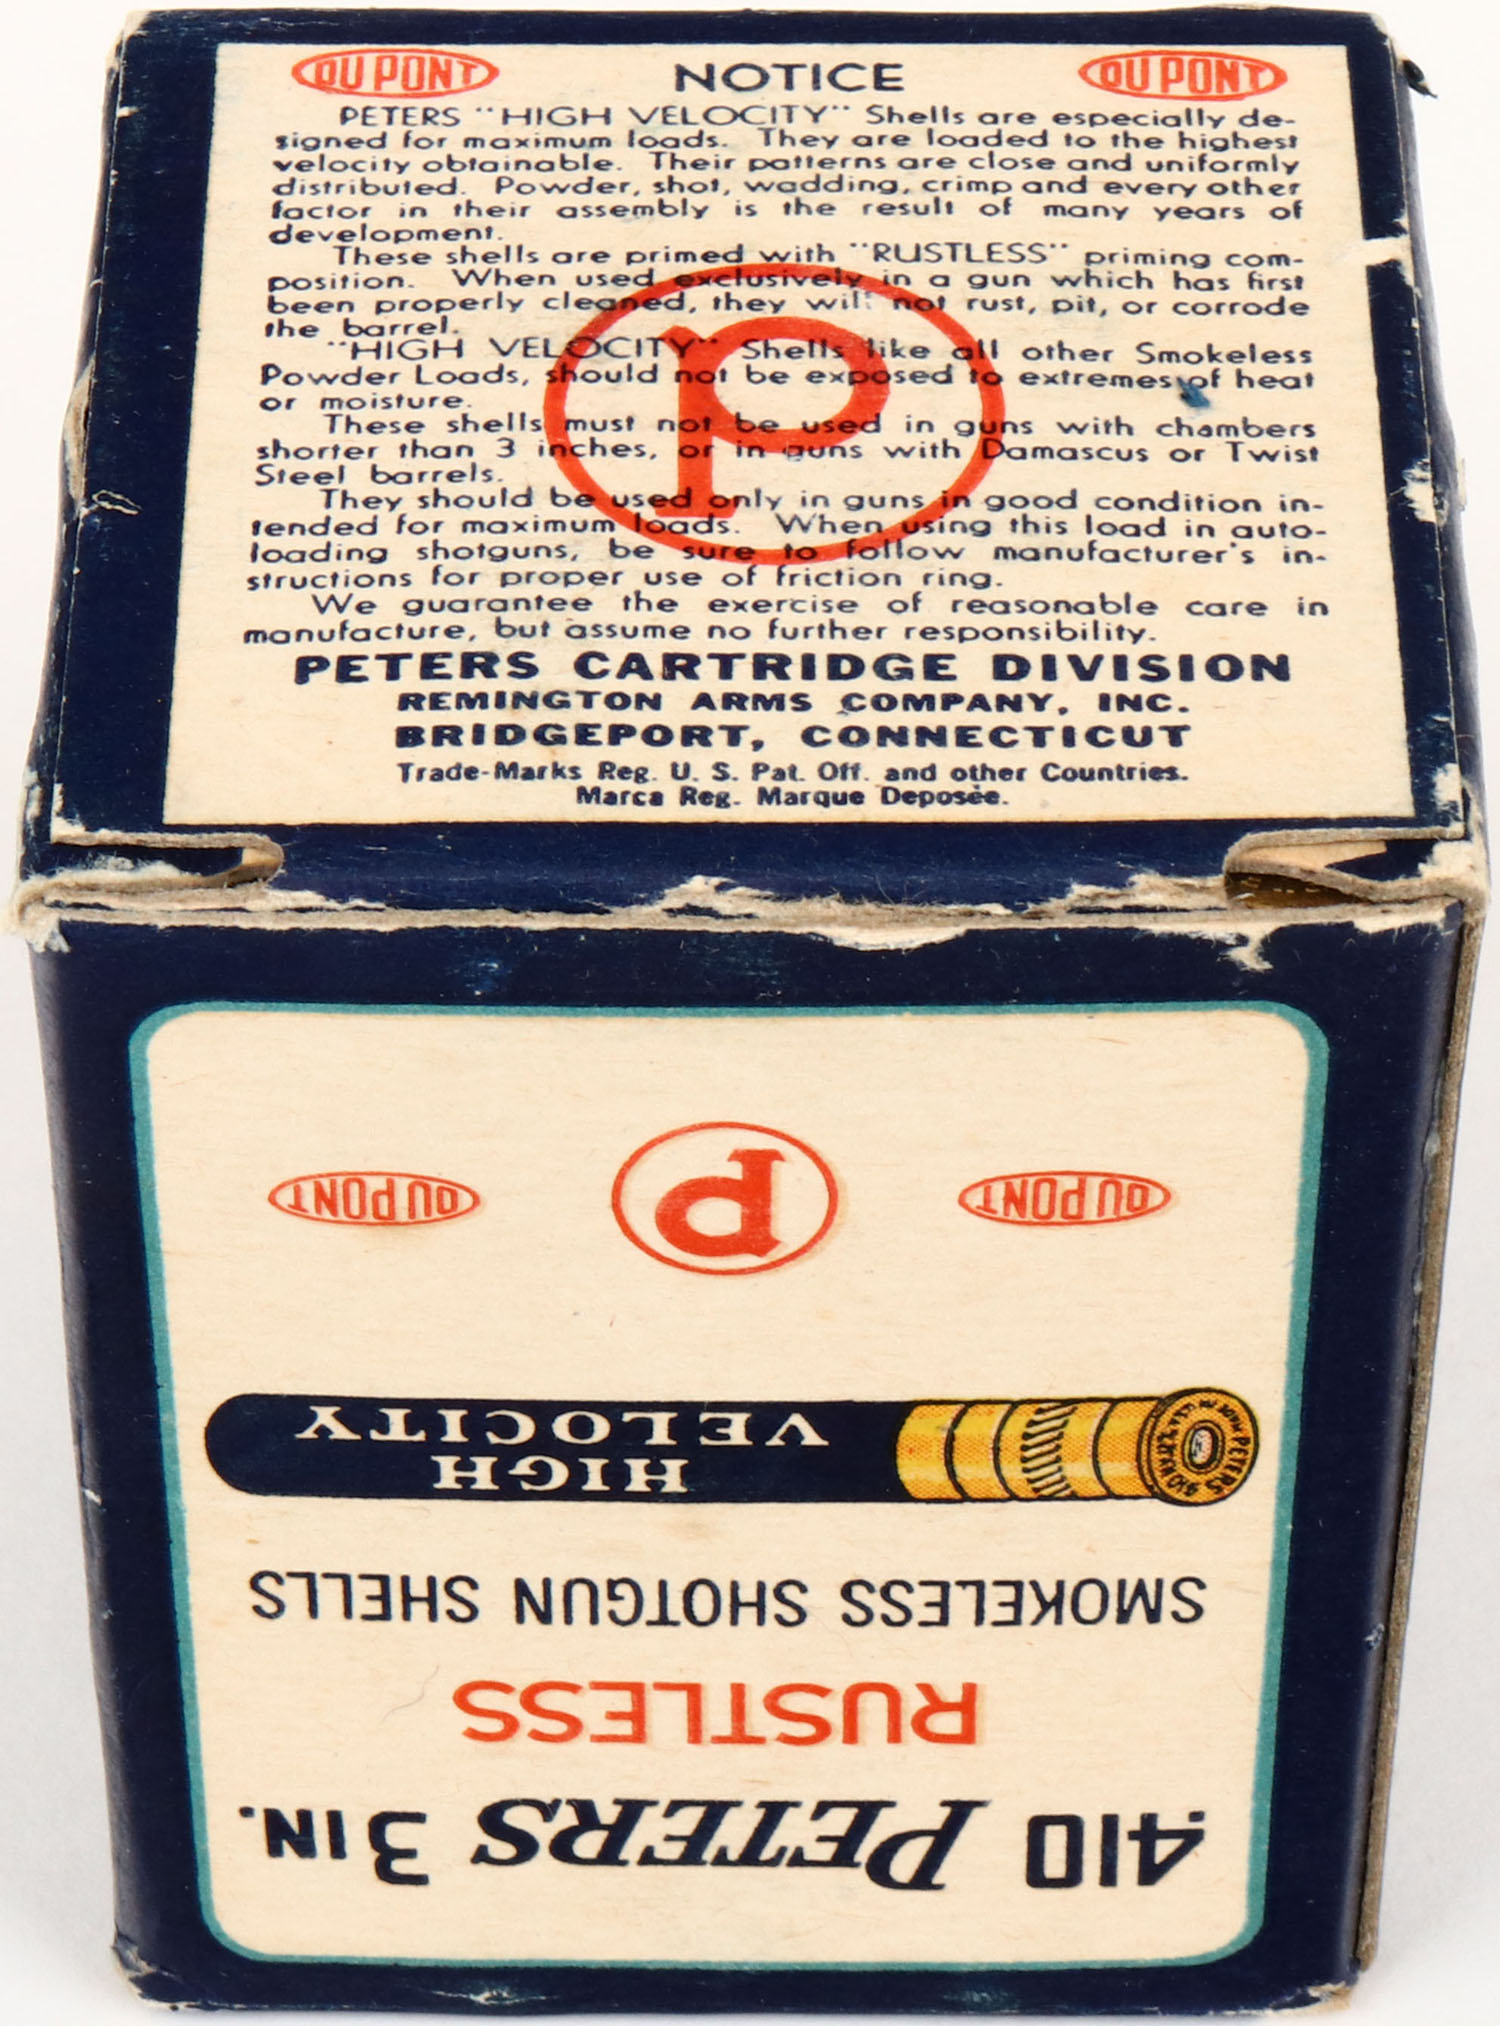 DU PONT NOTICE DU PONT
PETERS "HIGH VELOCITY" Shells are especially de-
signed for maximum loads. They are loaded to the highest
velocity obtainable. Their patterns are close and uniformly
distributed. Powder, shot, wadding, crimp and every other
factor in their assembly is the result of many years of
development.
These shells are primed with "RUSTLESS" priming com-
position. When used exclusively in a gun which has first
been properly cleaned, they will not rust, pit, or corrode
the barrel.
"HIGH VELOCITY" Shells like all other Smokeless
Powder Loads, should not be exposed to extremes of heat
or moisture.
These shells must not be used in guns with chambers
shorter than 3 inches, or in guns with Damascus or Twist
Steel barrels.
They should be used only in guns in good condition in-
tended for maximum loads. When using this load in auto-
loading shotguns, be sure to follow manufacturer's in-
structions for proper use of friction ring.
We guarantee the exercise of reasonable care in
manufacture, but assume no further responsibility.
P
PETERS CARTRIDGE DIVISION
REMINGTON ARMS COMPANY, INC.
BRIDGEPORT, CONNECTICUT
Trade-Marks Reg. U. S. Pat. Off. and other Countries.
Marca Reg. Marque Deposée.
.410 PETERS 3 IN.
RUSTLESS
SMOKELESS SHOTGUN SHELLS
HIGH
VELOCITY
PETERS
DU PONT P DU PONT